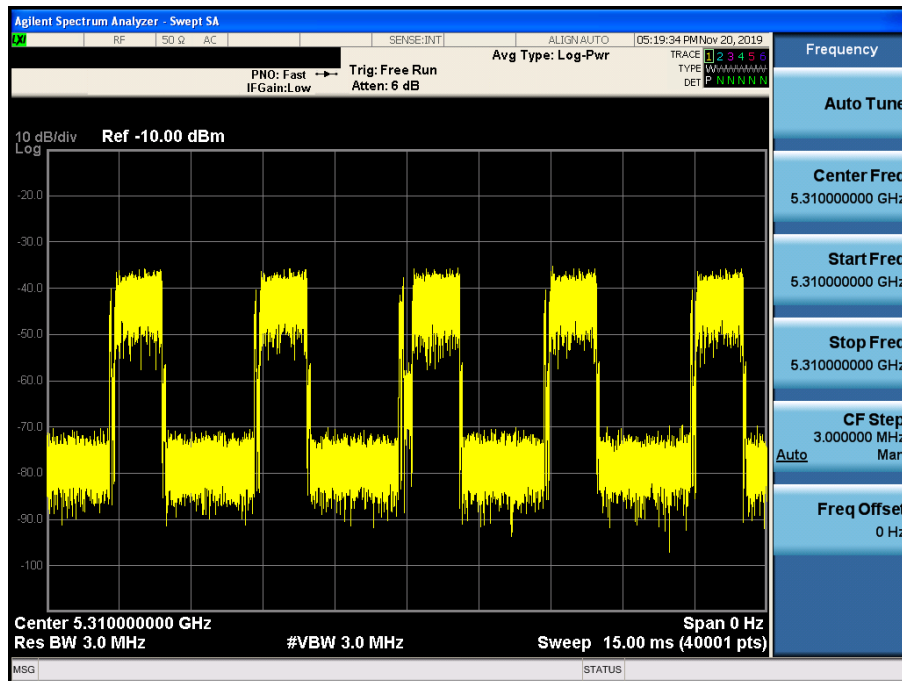 Agilent Spectrum Analyzer - Swept SA
LXI RF 50 Ω AC SENSE:INT ALIGN AUTO 05:19:34 PM Nov 20, 2019
Frequency
Avg Type: Log-Pwr
TRACE 1 2 3 4 5 6
PNO: Fast Trig: Free Run
TYPE WWWWWWW
IFGain:Low Atten: 6 dB
DET P N N N N N
Auto Tune
10 dB/div Ref -10.00 dBm
Log
Center Freq
5.310000000 GHz
-20.0
-30.0
Start Freq
5.310000000 GHz
-40.0
-50.0
Stop Freq
5.310000000 GHz
-60.0
-70.0
CF Step
3.000000 MHz
Auto Man
-80.0
-90.0
Freq Offset
0 Hz
-100
Center 5.310000000 GHz Span 0 Hz
Res BW 3.0 MHz #VBW 3.0 MHz Sweep 15.00 ms (40001 pts)
MSG STATUS